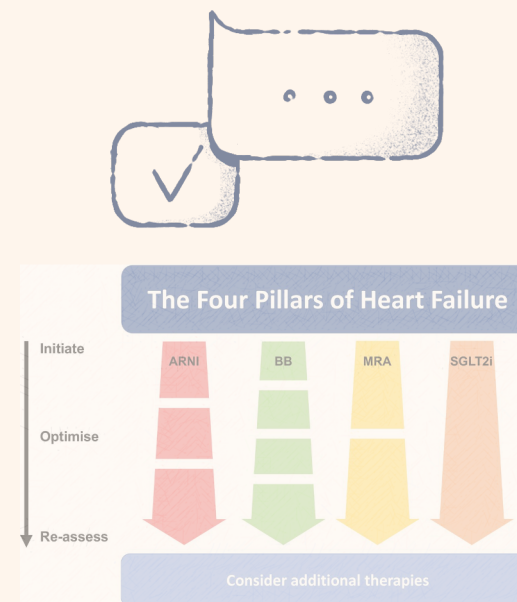 The Four Pillars of Heart Failure
Initiate
ARNI
BB
MRA
SGLT2i
Optimise
Re-assess
Consider additional therapies